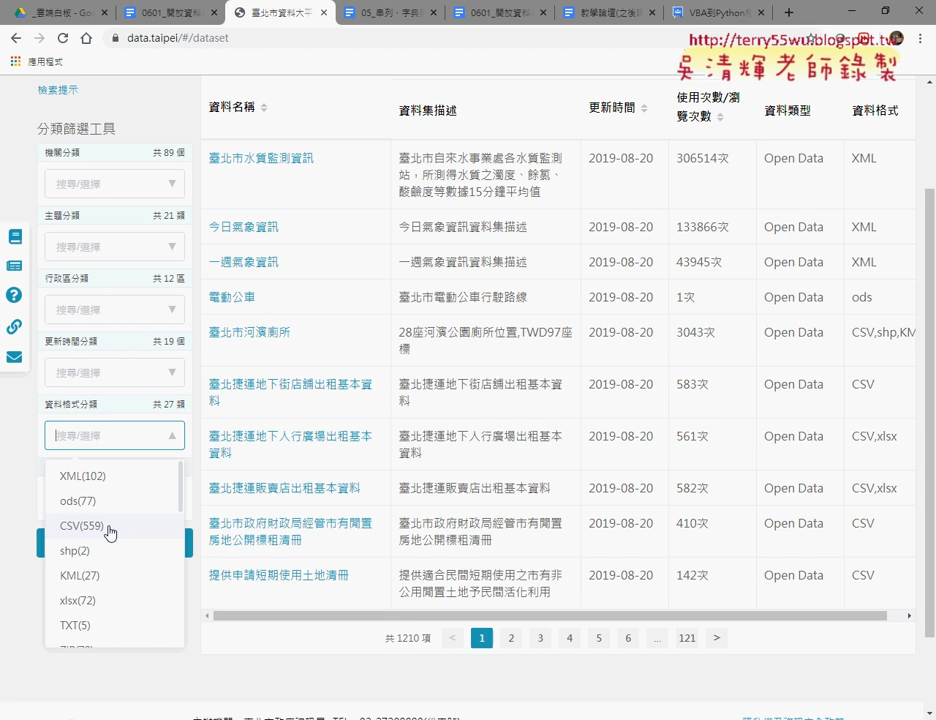 _雲端白板 - Goo
0601_開放資料
臺北市資料大平
05_串列、字典
0601_開放資料
教學論壇(之後
VBA到Python
data.taipei/#/dataset
http://terry55wu.blogspot.tw
應用程式
吳清輝老師錄製
檢索提示
分類篩選工具
機關分類 共 89 個
搜尋/選擇
主題分類 共 21 類
搜尋/選擇
行政區分類 共 12 區
搜尋/選擇
更新時間分類 共 19 個
搜尋/選擇
資料格式分類 共 27 類
搜尋/選擇
XML(102)
ods(77)
CSV(559)
shp(2)
KML(27)
xlsx(72)
TXT(5)
資料名稱 資料集描述 更新時間 使用次數/瀏
覽次數 資料類型 資料格式
臺北市水質監測資訊 臺北市自來水事業處各水質監測
站，所測得水質之濁度、餘氯、
酸鹼度等數據15分鐘平均值 2019-08-20 306514次 Open Data XML
今日氣象資訊 今日氣象資訊資料集描述 2019-08-20 133866次 Open Data XML
一週氣象資訊 一週氣象資訊資料集描述 2019-08-20 43945次 Open Data XML
電動公車 臺北市電動公車行駛路線 2019-08-20 1次 Open Data ods
臺北市河濱廁所 28座河濱公園廁所位置,TWD97座
標 2019-08-20 3043次 Open Data CSV,shp,KM
臺北捷運地下街店舖出租基本資
料 臺北捷運地下街店舖出租基本資
料 2019-08-20 583次 Open Data CSV
臺北捷運地下人行廣場出租基本
資料 臺北捷運地下人行廣場出租基本
資料 2019-08-20 561次 Open Data CSV,xlsx
臺北捷運販賣店出租基本資料 臺北捷運販賣店出租基本資料 2019-08-20 582次 Open Data CSV,xlsx
臺北市政府財政局經管市有閒置
房地公開標租清冊 臺北市政府財政局經管市有閒置
房地公開標租清冊 2019-08-20 410次 Open Data CSV
提供申請短期使用土地清冊 提供適合民間短期使用之市有非
公用閒置土地予民間活化利用 2019-08-20 142次 Open Data CSV
共 1210 項 < 1 2 3 4 5 6 ... 121 >